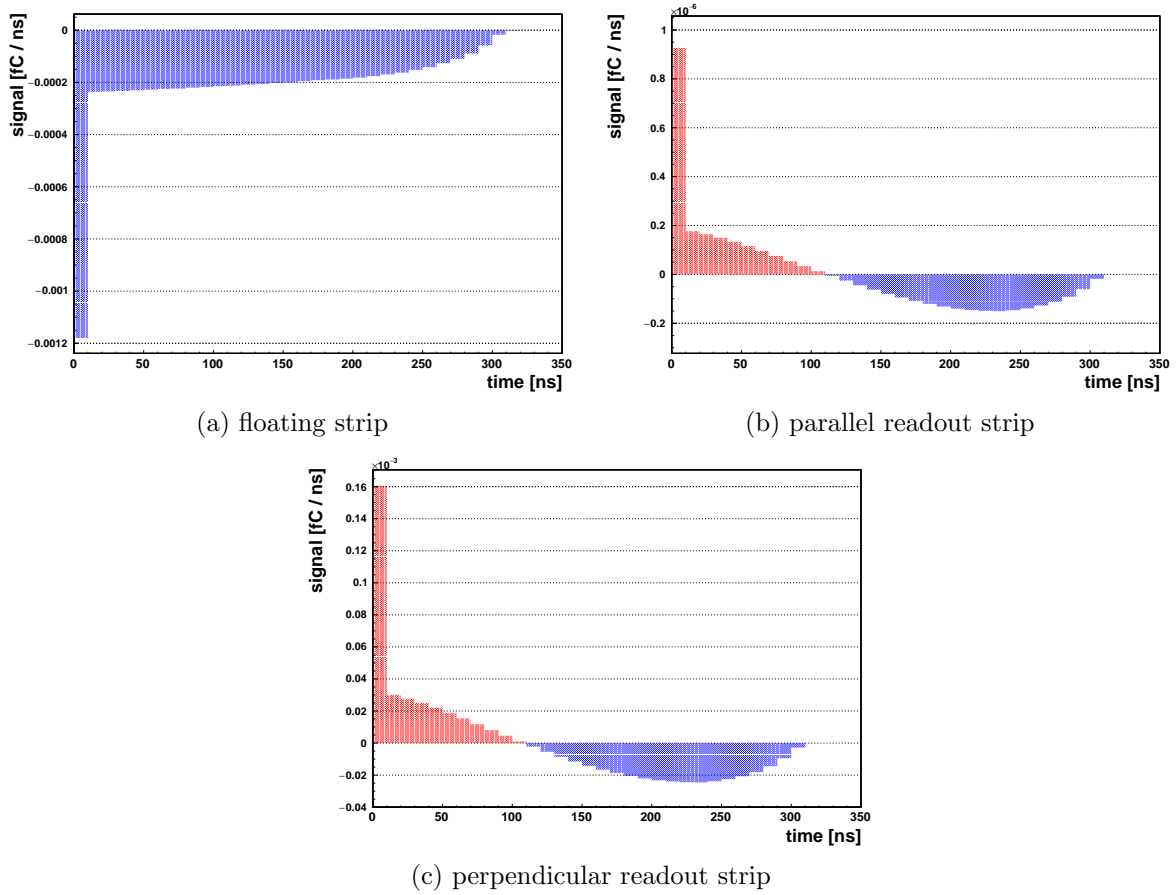 0
−0.0002
−0.0004
−0.0006
−0.0008
−0.001
−0.0012
signal [fC / ns]
0 50 100 150 200 250 300 350
time [ns]
(a) floating strip
×10⁻⁶
1
0.8
0.6
0.4
0.2
0
−0.2
signal [fC / ns]
0 50 100 150 200 250 300 350
time [ns]
(b) parallel readout strip
×10⁻³
0.16
0.14
0.12
0.1
0.08
0.06
0.04
0.02
0
−0.02
−0.04
signal [fC / ns]
0 50 100 150 200 250 300 350
time [ns]
(c) perpendicular readout strip